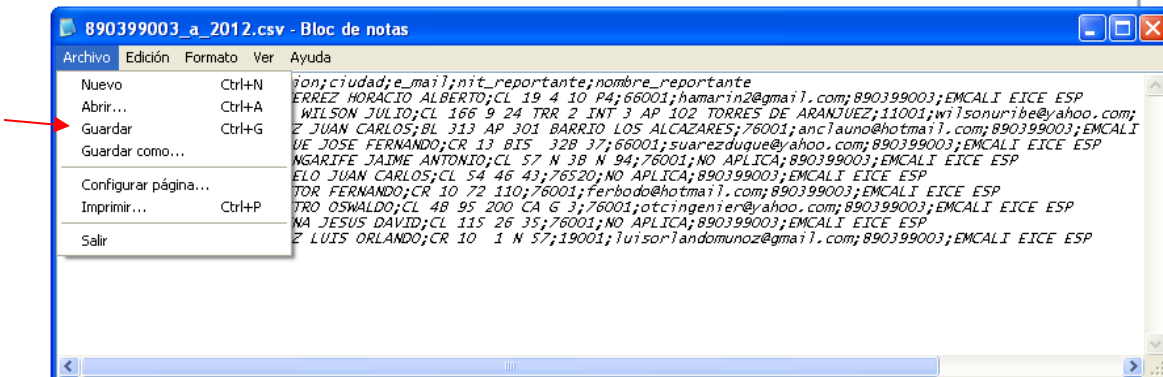 890399003_a_2012.csv - Bloc de notas
Archivo Edición Formato Ver Ayuda
Nuevo Ctrl+N
Abrir... Ctrl+A
Guardar Ctrl+G
Guardar como...
Configurar página...
Imprimir... Ctrl+P
Salir
ion;ciudad;e_mail;nit_reportante;nombre_reportante
ERREZ HORACIO ALBERTO;CL 19 4 10 P4;66001;hamarin2@gmail.com;890399003;EMCALI EICE ESP
WILSON JULIO;CL 166 9 24 TRR 2 INT 3 AP 102 TORRES DE ARANJUEZ;11001;wilsonuribe@yahoo.com;
Z JUAN CARLOS;BL 313 AP 301 BARRIO LOS ALCAZARES;76001;anclauno@hotmail.com;890399003;EMCALI
UE JOSE FERNANDO;CR 13 BIS 32B 37;66001;suarezduque@yahoo.com;890399003;EMCALI EICE ESP
NGARIFE JAIME ANTONIO;CL 57 N 3B N 94;76001;NO APLICA;890399003;EMCALI EICE ESP
ELO JUAN CARLOS;CL 54 46 43;76520;NO APLICA;890399003;EMCALI EICE ESP
TOR FERNANDO;CR 10 72 110;76001;ferbodo@hotmail.com;890399003;EMCALI EICE ESP
TRO OSWALDO;CL 4B 95 200 CA G 3;76001;otcingenier@yahoo.com;890399003;EMCALI EICE ESP
NA JESUS DAVID;CL 115 26 35;76001;NO APLICA;890399003;EMCALI EICE ESP
Z LUIS ORLANDO;CR 10 1 N 57;19001;luisorlandomunoz@gmail.com;890399003;EMCALI EICE ESP